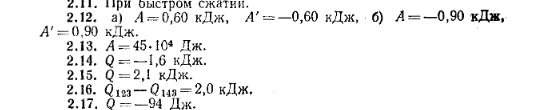 2.11. При быстром сжатии.
2.12. а) A=0,60 кДж, A′=−0,60 кДж, б) A=−0,90 кДж,
A′=0,90 кДж.
2.13. A=45·10⁴ Дж.
2.14. Q=−1,6 кДж.
2.15. Q=2,1 кДж.
2.16. Q₁₂₃−Q₁₄₃=2,0 кДж.
2.17. Q=−94 Дж.